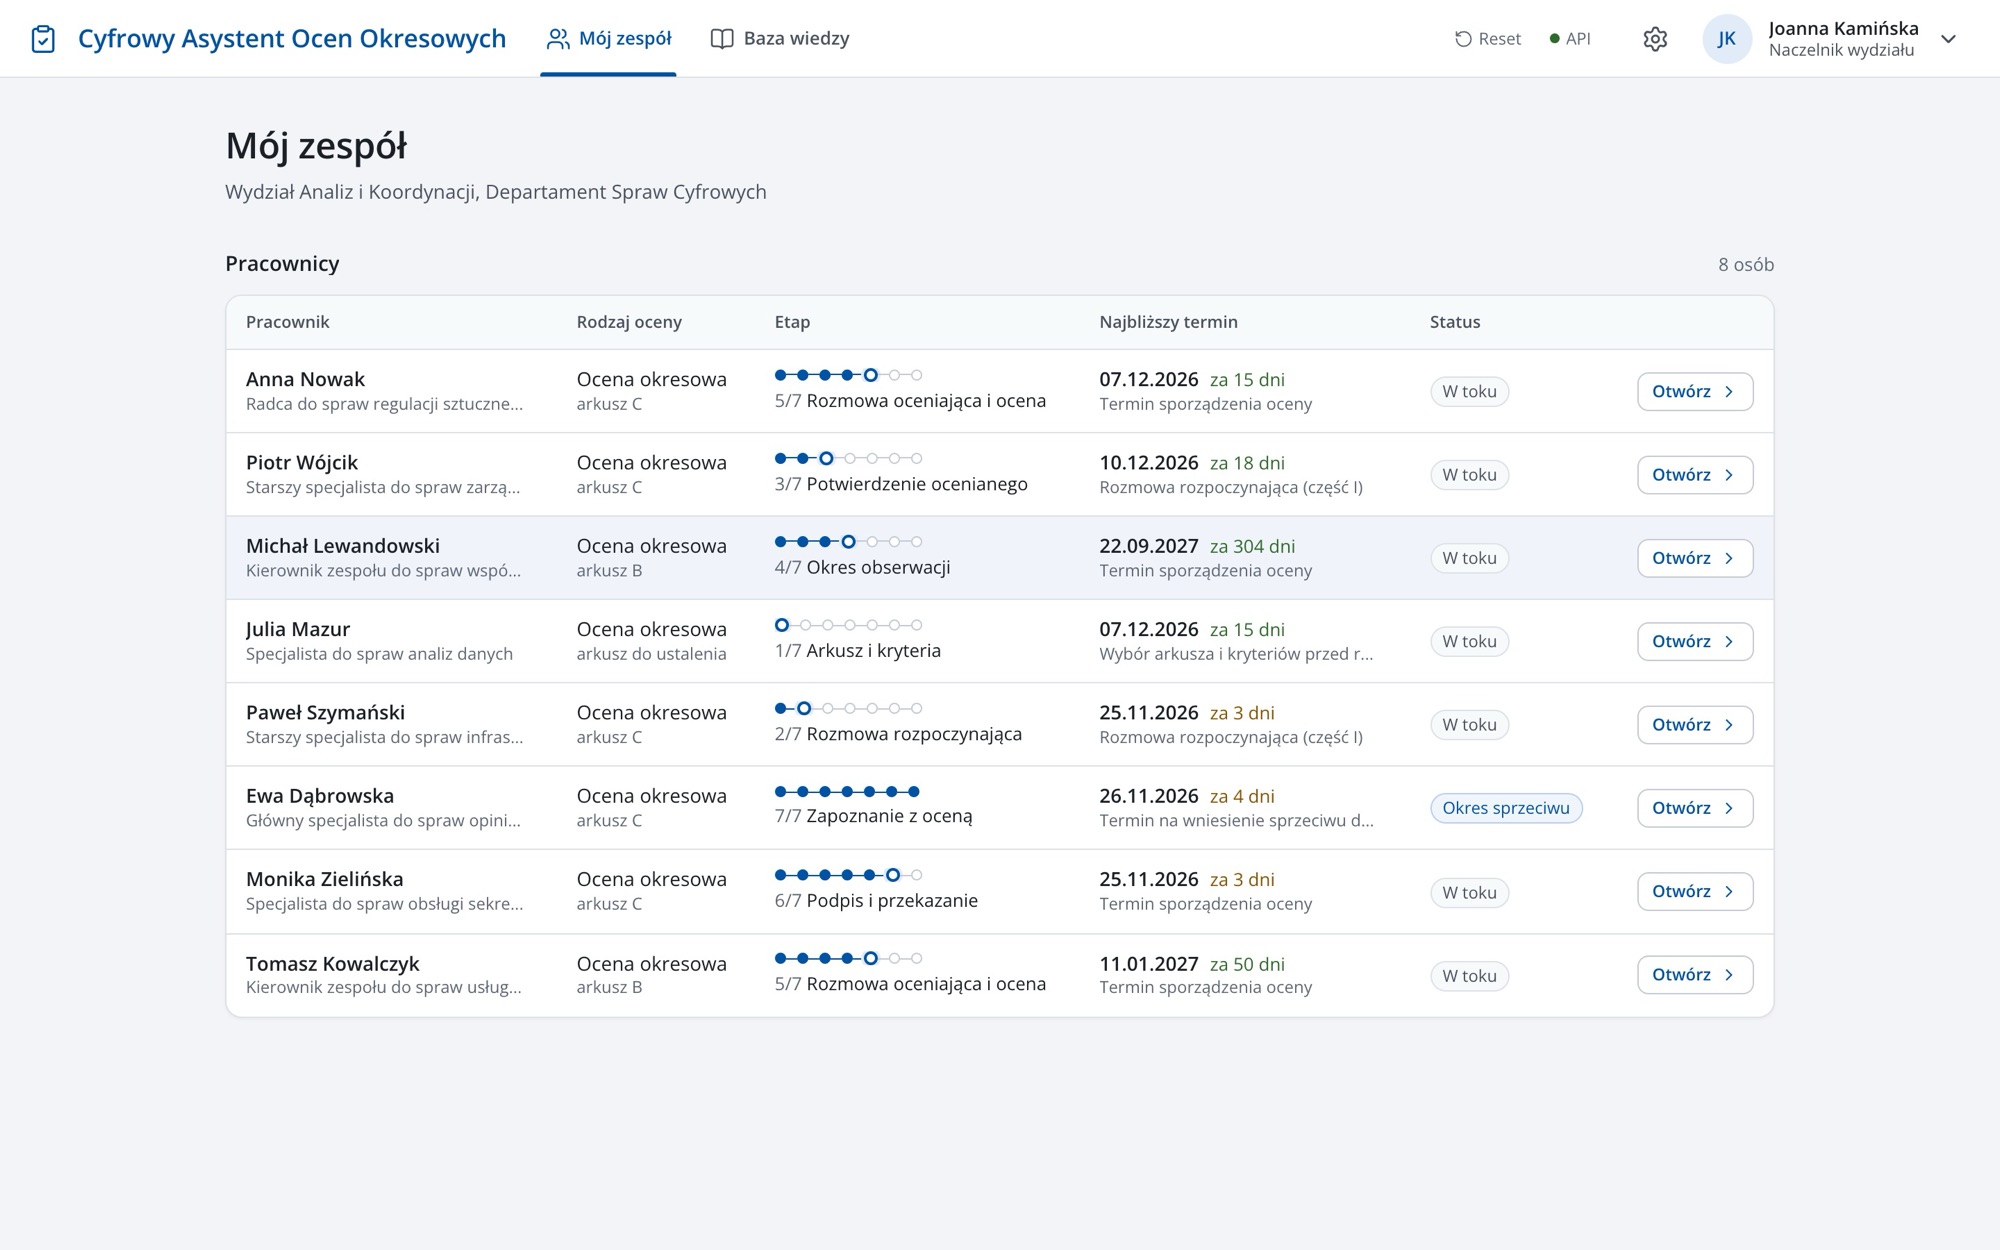 Cyfrowy Asystent Ocen Okresowych
Mój zespół
Baza wiedzy
Reset
API
JK
Joanna Kamińska
Naczelnik wydziału
Mój zespół
Wydział Analiz i Koordynacji, Departament Spraw Cyfrowych
Pracownicy
8 osób
Pracownik Rodzaj oceny Etap Najbliższy termin Status
Anna Nowak Ocena okresowa 07.12.2026 za 15 dni
Radca do spraw regulacji sztuczne... arkusz C 5/7 Rozmowa oceniająca i ocena Termin sporządzenia oceny W toku Otwórz
Piotr Wójcik Ocena okresowa 10.12.2026 za 18 dni
Starszy specjalista do spraw zarzą... arkusz C 3/7 Potwierdzenie ocenianego Rozmowa rozpoczynająca (część I) W toku Otwórz
Michał Lewandowski Ocena okresowa 22.09.2027 za 304 dni
Kierownik zespołu do spraw wspó... arkusz B 4/7 Okres obserwacji Termin sporządzenia oceny W toku Otwórz
Julia Mazur Ocena okresowa 07.12.2026 za 15 dni
Specjalista do spraw analiz danych arkusz do ustalenia 1/7 Arkusz i kryteria Wybór arkusza i kryteriów przed r... W toku Otwórz
Paweł Szymański Ocena okresowa 25.11.2026 za 3 dni
Starszy specjalista do spraw infras... arkusz C 2/7 Rozmowa rozpoczynająca Rozmowa rozpoczynająca (część I) W toku Otwórz
Ewa Dąbrowska Ocena okresowa 26.11.2026 za 4 dni
Główny specjalista do spraw opini... arkusz C 7/7 Zapoznanie z oceną Termin na wniesienie sprzeciwu d... Okres sprzeciwu Otwórz
Monika Zielińska Ocena okresowa 25.11.2026 za 3 dni
Specjalista do spraw obsługi sekre... arkusz C 6/7 Podpis i przekazanie Termin sporządzenia oceny W toku Otwórz
Tomasz Kowalczyk Ocena okresowa 11.01.2027 za 50 dni
Kierownik zespołu do spraw usług... arkusz B 5/7 Rozmowa oceniająca i ocena Termin sporządzenia oceny W toku Otwórz